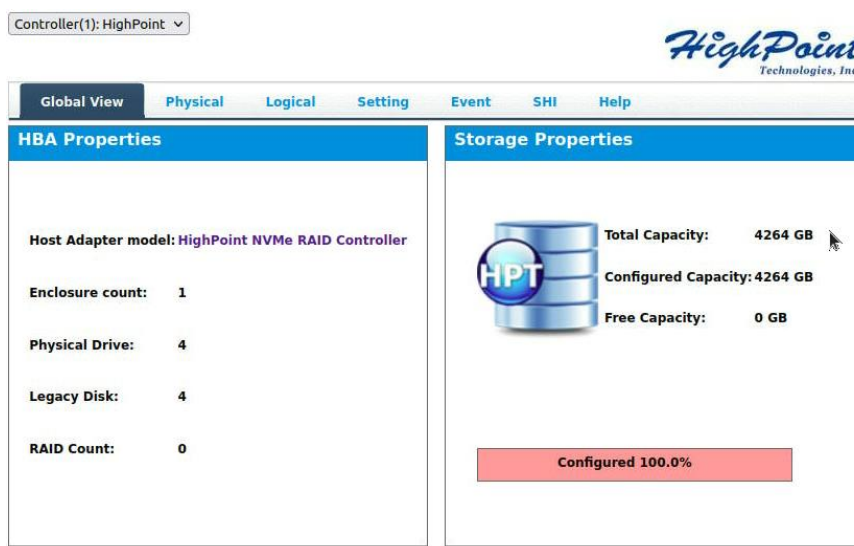 Controller(1): HighPoint
HighPoint
Technologies, Inc
Global View Physical Logical Setting Event SHI Help
HBA Properties
Host Adapter model: HighPoint NVMe RAID Controller
Enclosure count: 1
Physical Drive: 4
Legacy Disk: 4
RAID Count: 0
Storage Properties
HPT
Total Capacity: 4264 GB
Configured Capacity: 4264 GB
Free Capacity: 0 GB
Configured 100.0%